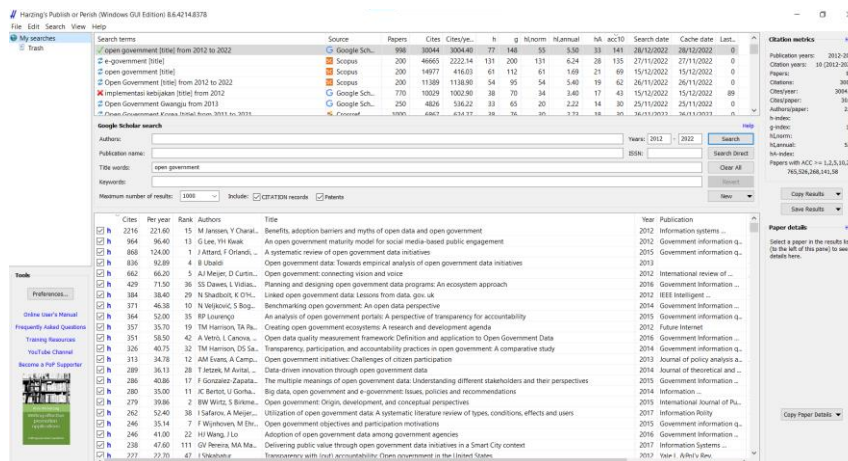 Harzing's Publish or Perish (Windows GUI Edition) 8.6.4214.8378
File Edit Search View Help
My searches
Trash
Search terms Source Papers Cites Cites/ye... h g hI,norm hI,annual hA acc10 Search date Cache date Last...
open government [title] from 2012 to 2022 Google Sch... 998 30044 3004.40 77 148 55 5.50 33 141 28/12/2022 28/12/2022 0
e-government [title] Scopus 200 46665 2222.14 131 200 131 6.24 28 135 27/11/2022 27/11/2022 0
open government [title] Scopus 200 14977 416.03 61 112 61 1.69 21 69 15/12/2022 15/12/2022 0
Open Government [title] from 2012 to 2022 Scopus 200 11389 1138.90 54 95 54 5.40 19 62 26/11/2022 26/11/2022 0
implementasi kebijakan [title] from 2012 Google Sch... 770 10029 1002.90 38 70 34 3.40 17 43 15/12/2022 15/12/2022 89
Open Government Gwangju from 2013 Google Sch... 250 4826 536.22 33 65 20 2.22 14 30 25/11/2022 25/11/2022 0
Google Scholar search Help
Authors: Years: 2012 - 2022 Search
Publication name: ISSN: Search Direct
Title words: open government Clear All
Keywords: Revert
Maximum number of results: 1000 Include: CITATION records Patents New
Cites Per year Rank Authors Title Year Publication
h 2216 221.60 15 M Janssen, Y Charal... Benefits, adoption barriers and myths of open data and open government 2012 Information systems ...
h 964 96.40 13 G Lee, YH Kwak An open government maturity model for social media-based public engagement 2012 Government information q...
h 868 124.00 1 J Attard, F Orlandi, ... A systematic review of open government data initiatives 2015 Government information q...
h 836 92.89 4 B Ubaldi Open government data: Towards empirical analysis of open government data initiatives 2013
h 662 66.20 5 AJ Meijer, D Curtin... Open government: connecting vision and voice 2012 International review of ...
h 429 71.50 36 SS Dawes, L Vidias... Planning and designing open government data programs: An ecosystem approach 2016 Government Information ...
h 384 38.40 29 N Shadbolt, K O'H... Linked open government data: Lessons from data. gov. uk 2012 IEEE Intelligent ...
h 371 46.38 10 N Veljković, S Bog... Benchmarking open government: An open data perspective 2014 Government information q...
h 364 52.00 35 RP Lourenço An analysis of open government portals: A perspective of transparency for accountability 2015 Government information q...
h 357 35.70 19 TM Harrison, TA Pa... Creating open government ecosystems: A research and development agenda 2012 Future Internet
h 351 58.50 42 A Vetrò, L Canova, ... Open data quality measurement framework: Definition and application to Open Government Data 2016 Government Information q...
h 326 40.75 32 TM Harrison, DS Sa... Transparency, participation, and accountability practices in open government: A comparative study 2014 Government information q...
h 313 34.78 12 AM Evans, A Camp... Open government initiatives: Challenges of citizen participation 2013 Journal of policy analysis a...
h 289 36.13 28 T Jetzek, M Avital, ... Data-driven innovation through open government data 2014 Journal of theoretical and ...
h 286 40.86 17 F Gonzalez-Zapata... The multiple meanings of open government data: Understanding different stakeholders and their perspectives 2015 Government Information ...
h 280 35.00 11 JC Bertot, U Gorha... Big data, open government and e-government: Issues, policies and recommendations 2014 Information ...
h 279 39.86 2 BW Wirtz, S Birkme... Open government: Origin, development, and conceptual perspectives 2015 International Journal of Pu...
h 262 52.40 38 I Safarov, A Meijer,... Utilization of open government data: A systematic literature review of types, conditions, effects and users 2017 Information Polity
h 246 35.14 7 F Wijnhoven, M Ehr... Open government objectives and participation motivations 2015 Government information q...
h 246 41.00 22 HJ Wang, J Lo Adoption of open government data among government agencies 2016 Government Information q...
h 238 47.60 111 GV Pereira, MA Ma... Delivering public value through open government data initiatives in a Smart City context 2017 Information Systems ...
h 227 22.70 47 J Shkabatur Transparency with (out) accountability: Open government in the United States 2012 Yale L. &Pol'y Rev.
Tools
Preferences...
Online User's Manual
Frequently Asked Questions
Training Resources
YouTube Channel
Become a PoP Supporter
Citation metrics
Publication years: 2012-20
Citation years: 10 (2012-20
Papers:
Citations: 300
Cites/year: 3004.
Cites/paper: 30.
Authors/paper: 2.
h-index:
g-index:
hI,norm:
hI,annual: 5.
hA-index:
Papers with ACC >= 1,2,5,10,2
765,526,268,141,58
Copy Results
Save Results
Paper details
Select a paper in the results lis
(to the left of this pane) to see
details here.
Copy Paper Details